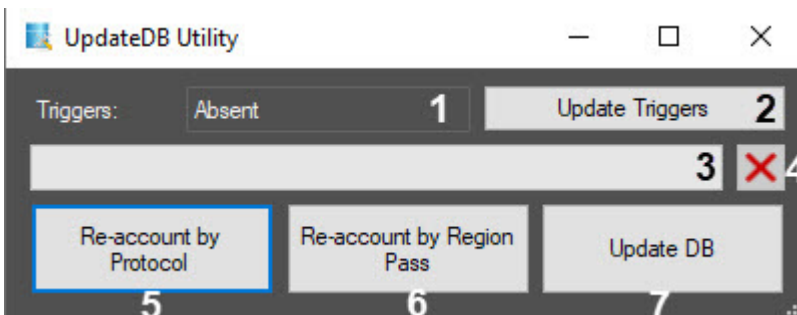 UpdateDB Utility
Triggers: Absent 1 Update Triggers 2
3 4
Re-account by Protocol
5
Re-account by Region Pass
6
Update DB
7